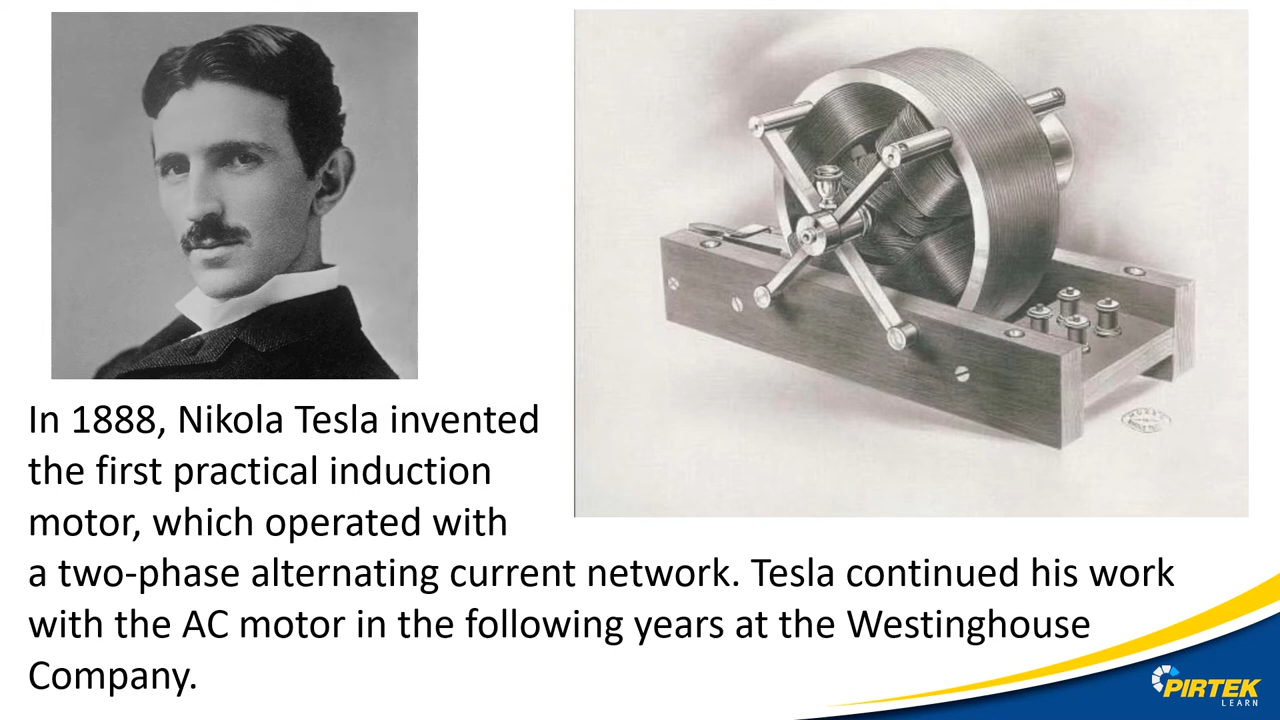 In 1888, Nikola Tesla invented
the first practical induction
motor, which operated with
a two-phase alternating current network. Tesla continued his work
with the AC motor in the following years at the Westinghouse
Company.
PIRTEK
LEARN